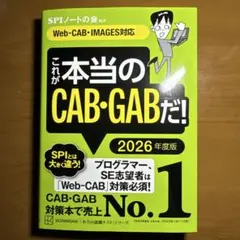 SPIノートの会 編著
Web-CAB・IMAGES対応
これが
本当の
CAB・GABだ!
2026年度版
SPIとは
大きく違う!
プログラマー、
SE志望者は
「Web-CAB」対策必須!
CAB・GAB
対策本で売上
No.1